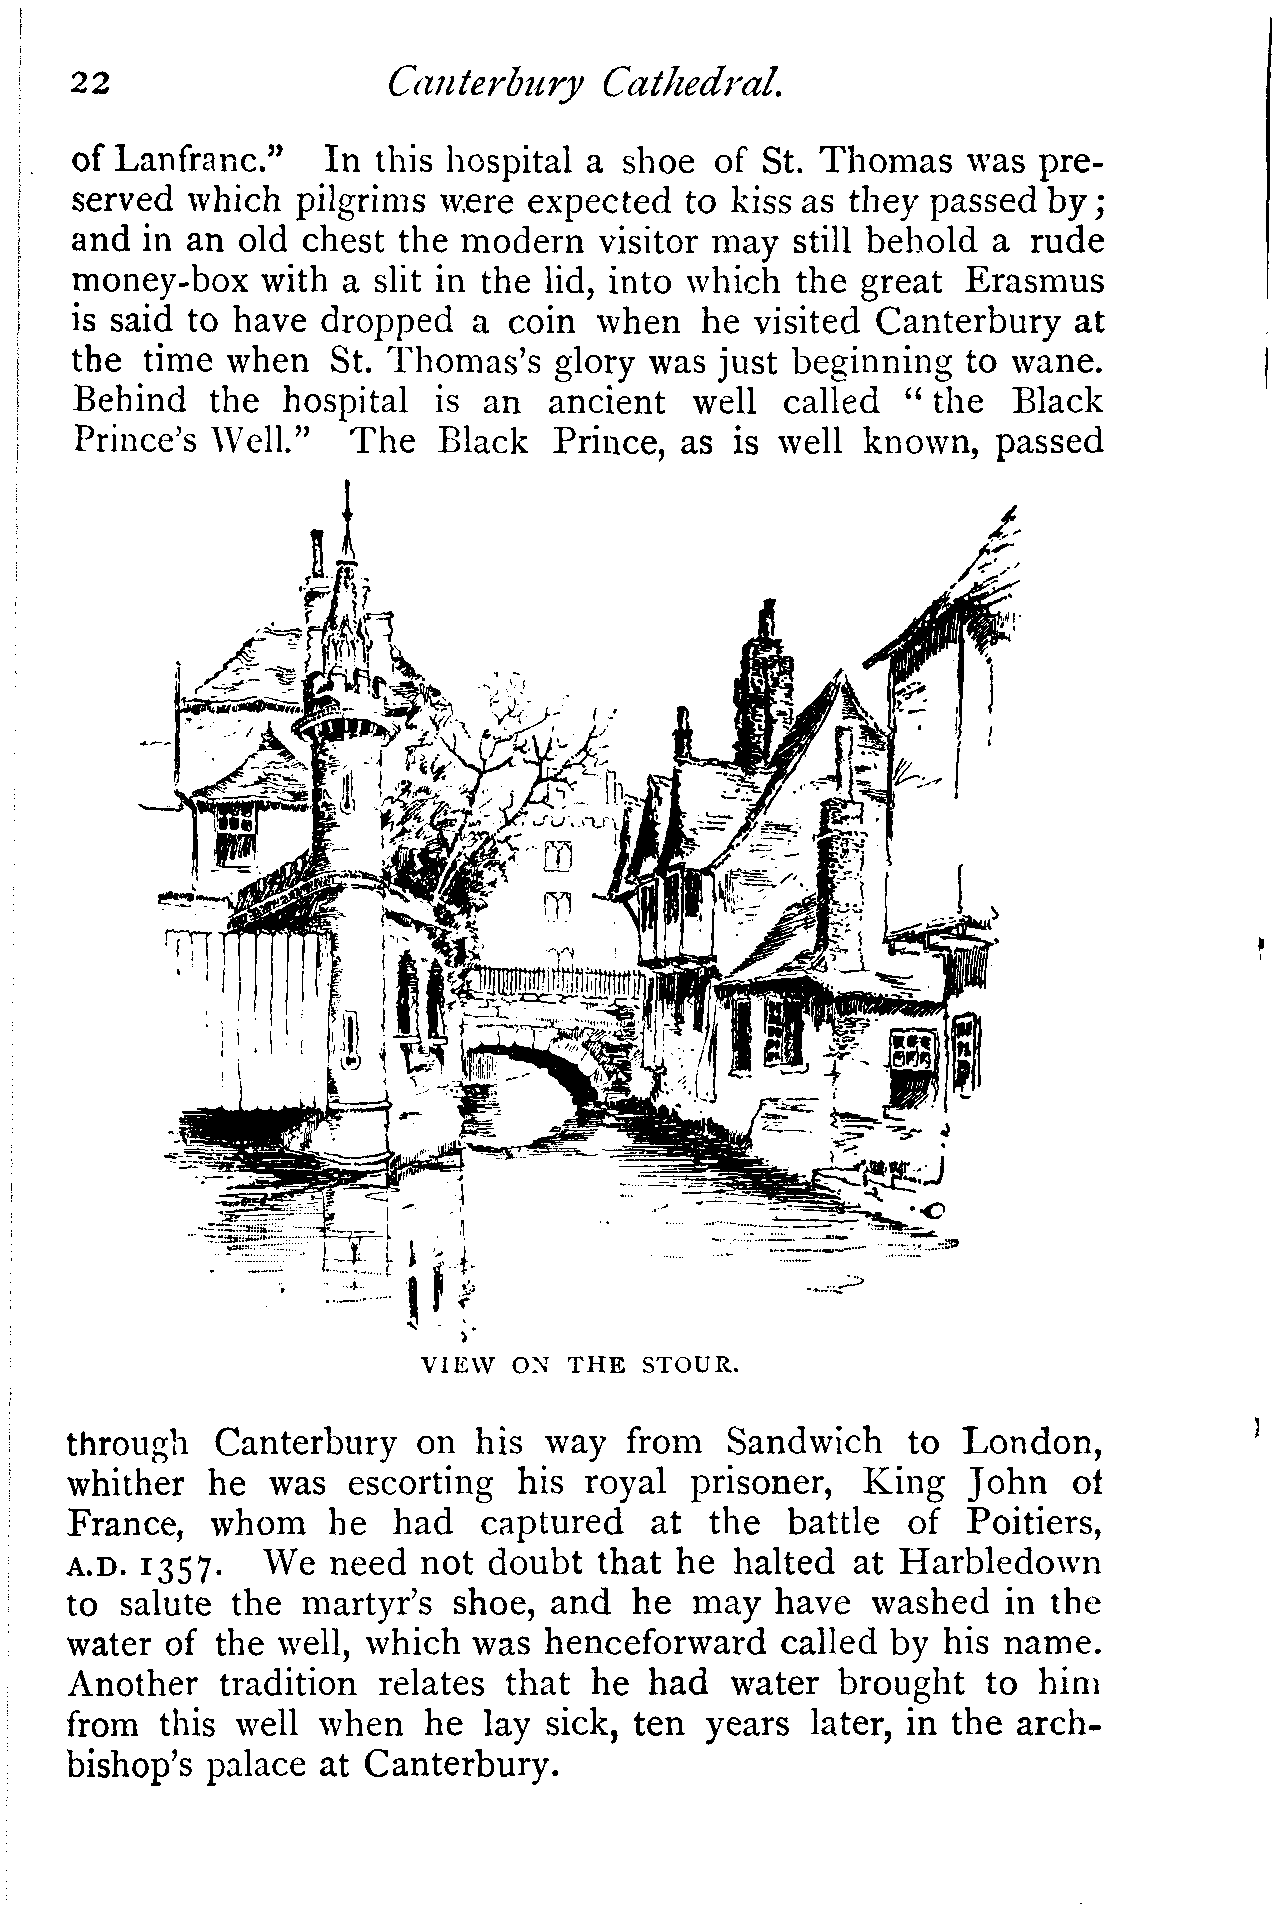 22 Canterbury Cathedral.
of Lanfranc.” In this hospital a shoe of St. Thomas was pre-
served which pilgrims were expected to kiss as they passed by;
and in an old chest the modern visitor may still behold a rude
money-box with a slit in the lid, into which the great Erasmus
is said to have dropped a coin when he visited Canterbury at
the time when St. Thomas's glory was just beginning to wane.
Behind the hospital is an ancient well called “the Black
Prince's Well.” The Black Prince, as is well known, passed
VIEW ON THE STOUR.
through Canterbury on his way from Sandwich to London,
whither he was escorting his royal prisoner, King John of
France, whom he had captured at the battle of Poitiers,
A.D. 1357. We need not doubt that he halted at Harbledown
to salute the martyr's shoe, and he may have washed in the
water of the well, which was henceforward called by his name.
Another tradition relates that he had water brought to him
from this well when he lay sick, ten years later, in the arch-
bishop's palace at Canterbury.